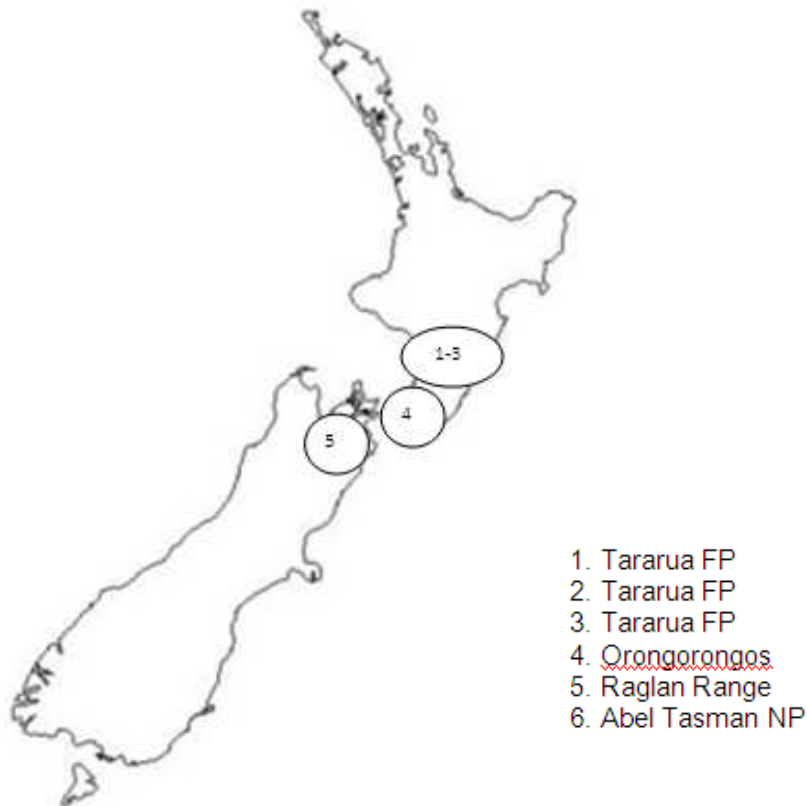 1-3
4
5
1. Tararua FP
2. Tararua FP
3. Tararua FP
4. Orongorongos
5. Raglan Range
6. Abel Tasman NP